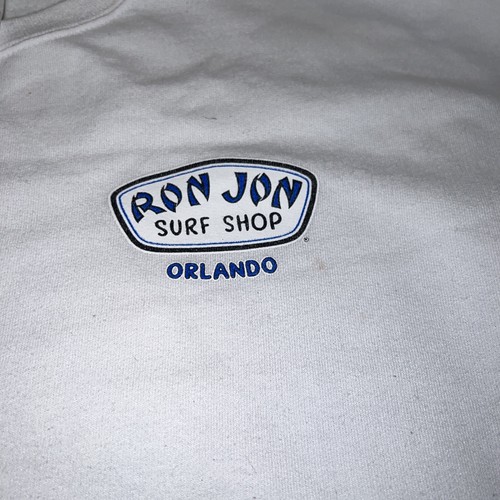 RON JON
SURF SHOP
®
ORLANDO